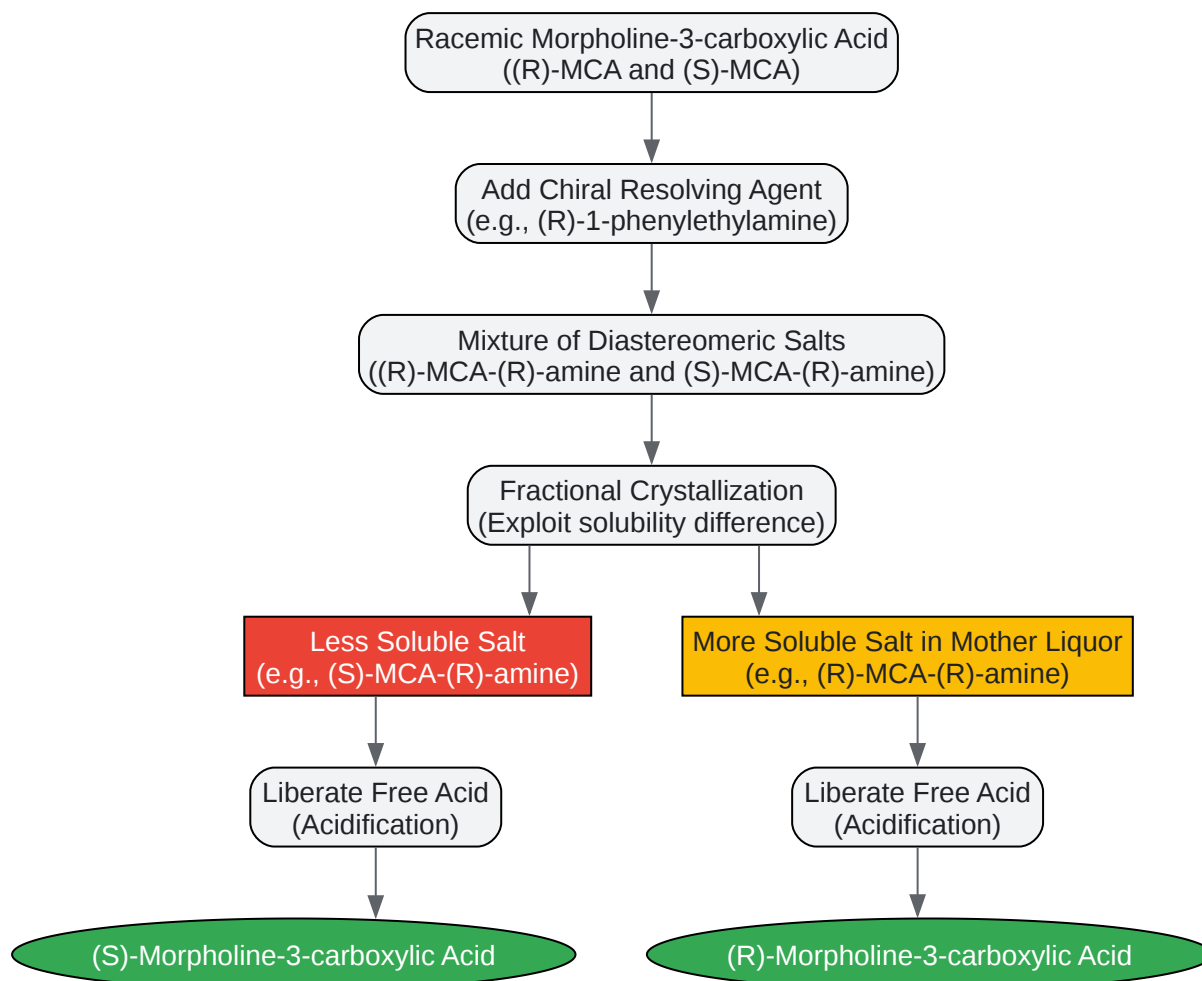 Racemic Morpholine-3-carboxylic Acid
((R)-MCA and (S)-MCA)
Add Chiral Resolving Agent
(e.g., (R)-1-phenylethylamine)
Mixture of Diastereomeric Salts
((R)-MCA-(R)-amine and (S)-MCA-(R)-amine)
Fractional Crystallization
(Exploit solubility difference)
Less Soluble Salt
(e.g., (S)-MCA-(R)-amine)
More Soluble Salt in Mother Liquor
(e.g., (R)-MCA-(R)-amine)
Liberate Free Acid
(Acidification)
Liberate Free Acid
(Acidification)
(S)-Morpholine-3-carboxylic Acid
(R)-Morpholine-3-carboxylic Acid